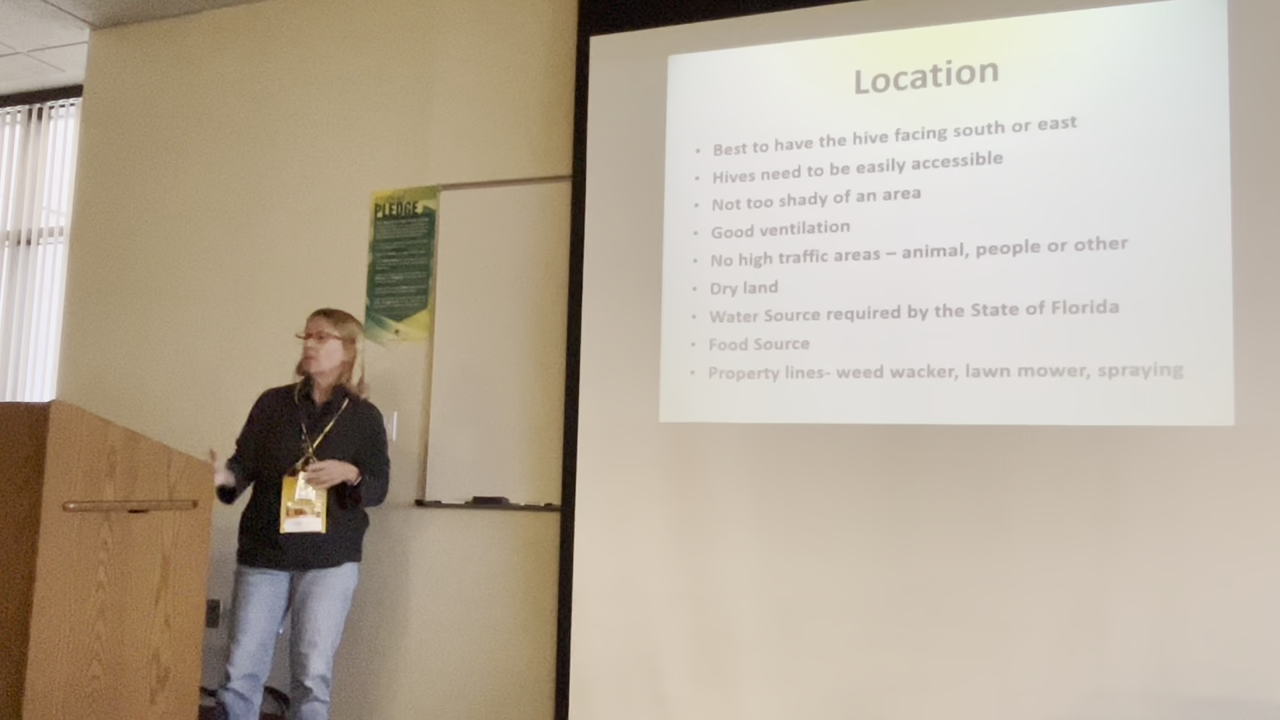 PLEDGE
Location
• Best to have the hive facing south or east
• Hives need to be easily accessible
• Not too shady of an area
• Good ventilation
• No high traffic areas – animal, people or other
• Dry land
• Water Source required by the State of Florida
• Food Source
• Property lines- weed wacker, lawn mower, spraying